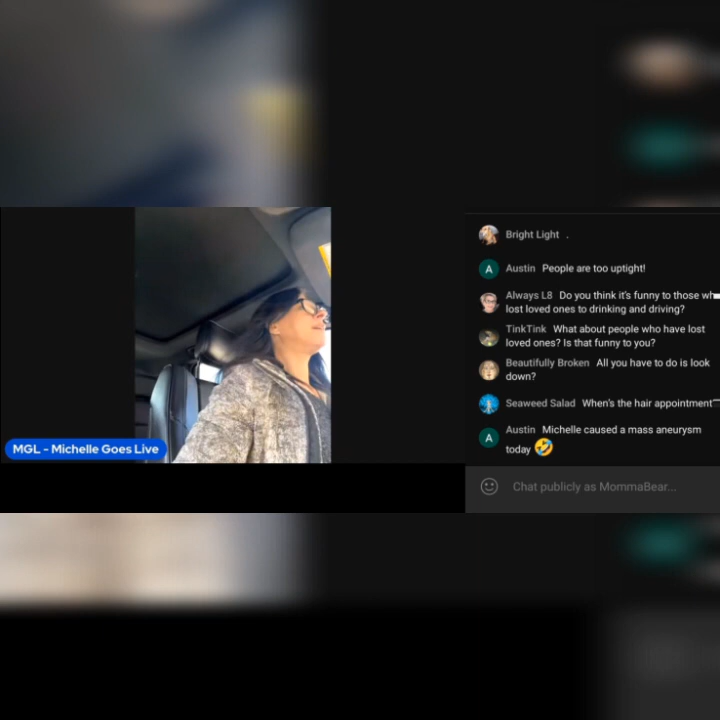 Bright Light .
A Austin People are too uptight!
Always L8 Do you think it's funny to those
lost loved ones to drinking and driving?
TinkTink What about people who have lost
loved ones? Is that funny to you?
Beautifully Broken All you have to do is look
down?
Seaweed Salad When's the hair appointment
A Austin Michelle caused a mass aneurysm
today 🤣
MGL - Michelle Goes Live
Chat publicly as MommaBear...